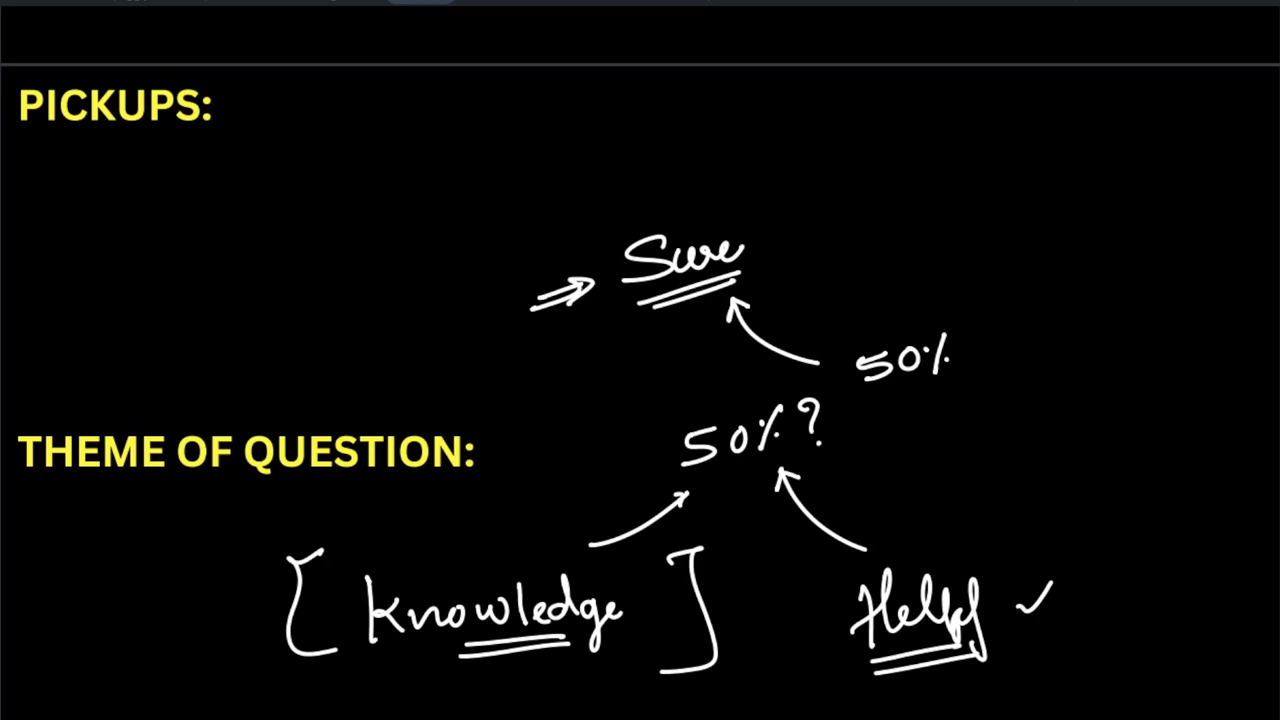 PICKUPS:
Sure
50%
50%?
THEME OF QUESTION:
[Knowledge]